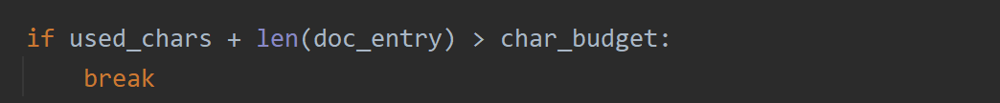 if used_chars + len(doc_entry) > char_budget:
    break